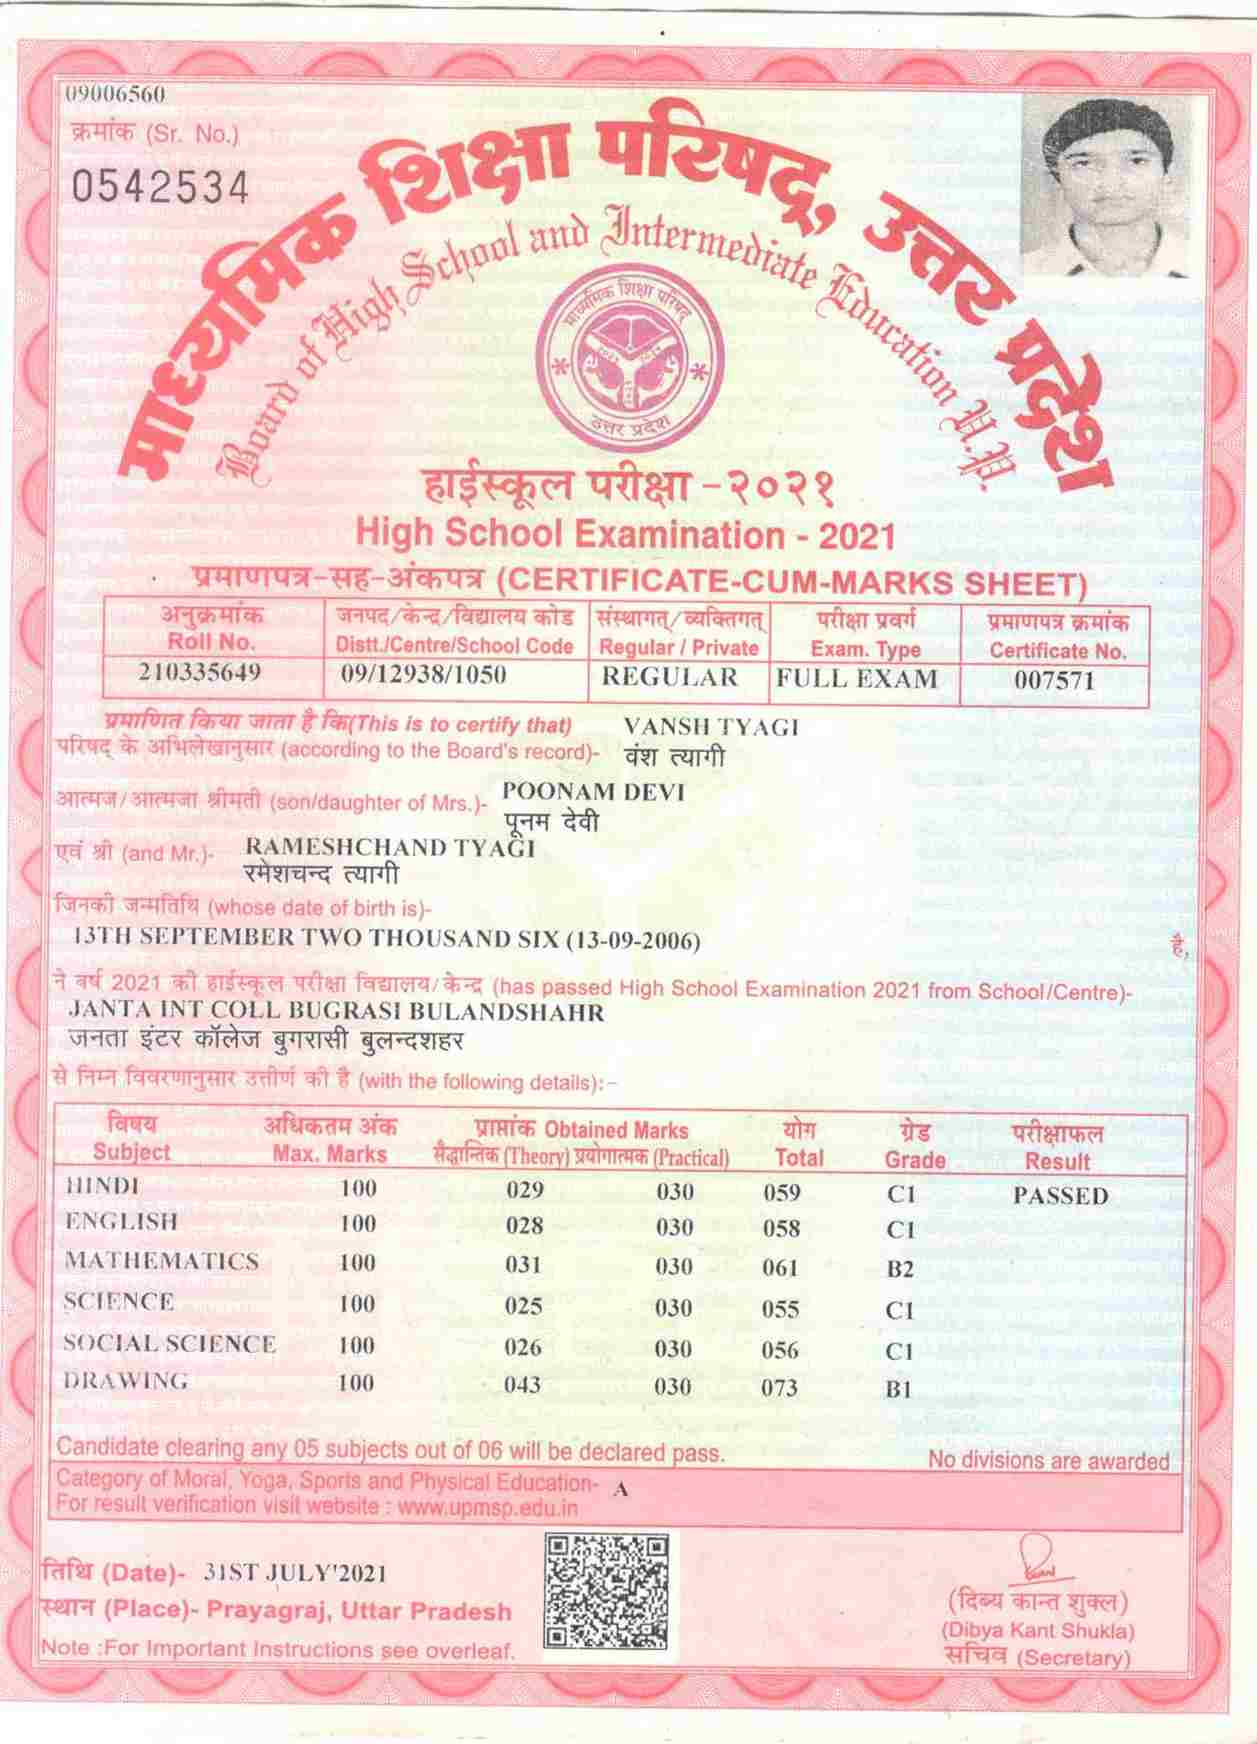 09006560
क्रमांक (Sr. No.)
0542534
माध्यमिक शिक्षा परिषद्, उत्तर प्रदेश
Board of High School and Intermediate Education U.P.
माध्यमिक शिक्षा परिषद्
उत्तर प्रदेश
हाईस्कूल परीक्षा - २०२१
High School Examination - 2021
प्रमाणपत्र-सह-अंकपत्र (CERTIFICATE-CUM-MARKS SHEET)
अनुक्रमांक जनपद/केन्द्र/विद्यालय कोड संस्थागत/व्यक्तिगत् परीक्षा प्रवर्ग प्रमाणपत्र क्रमांक
Roll No. Distt./Centre/School Code Regular / Private Exam. Type Certificate No.
210335649 09/12938/1050 REGULAR FULL EXAM 007571
प्रमाणित किया जाता है कि(This is to certify that) VANSH TYAGI
परिषद् के अभिलेखानुसार (according to the Board's record)- वंश त्यागी
आत्मज/आत्मजा श्रीमती (son/daughter of Mrs.)- POONAM DEVI
पूनम देवी
एवं श्री (and Mr.)- RAMESHCHAND TYAGI
रमेशचन्द त्यागी
जिनकी जन्मतिथि (whose date of birth is)-
13TH SEPTEMBER TWO THOUSAND SIX (13-09-2006) है,
ने वर्ष 2021 की हाईस्कूल परीक्षा विद्यालय/केन्द्र (has passed High School Examination 2021 from School/Centre)-
JANTA INT COLL BUGRASI BULANDSHAHR
जनता इंटर कॉलेज बुगरासी बुलन्दशहर
से निम्न विवरणानुसार उत्तीर्ण की है (with the following details):-
विषय अधिकतम अंक प्राप्तांक Obtained Marks योग ग्रेड परीक्षाफल
Subject Max. Marks सैद्धान्तिक (Theory) प्रयोगात्मक (Practical) Total Grade Result
HINDI 100 029 030 059 C1 PASSED
ENGLISH 100 028 030 058 C1
MATHEMATICS 100 031 030 061 B2
SCIENCE 100 025 030 055 C1
SOCIAL SCIENCE 100 026 030 056 C1
DRAWING 100 043 030 073 B1
Candidate clearing any 05 subjects out of 06 will be declared pass. No divisions are awarded
Category of Moral, Yoga, Sports and Physical Education- A
For result verification visit website : www.upmsp.edu.in
तिथि (Date)- 31ST JULY'2021
स्थान (Place)- Prayagraj, Uttar Pradesh
Note :For Important Instructions see overleaf.
(दिब्य कान्त शुक्ल)
(Dibya Kant Shukla)
सचिव (Secretary)